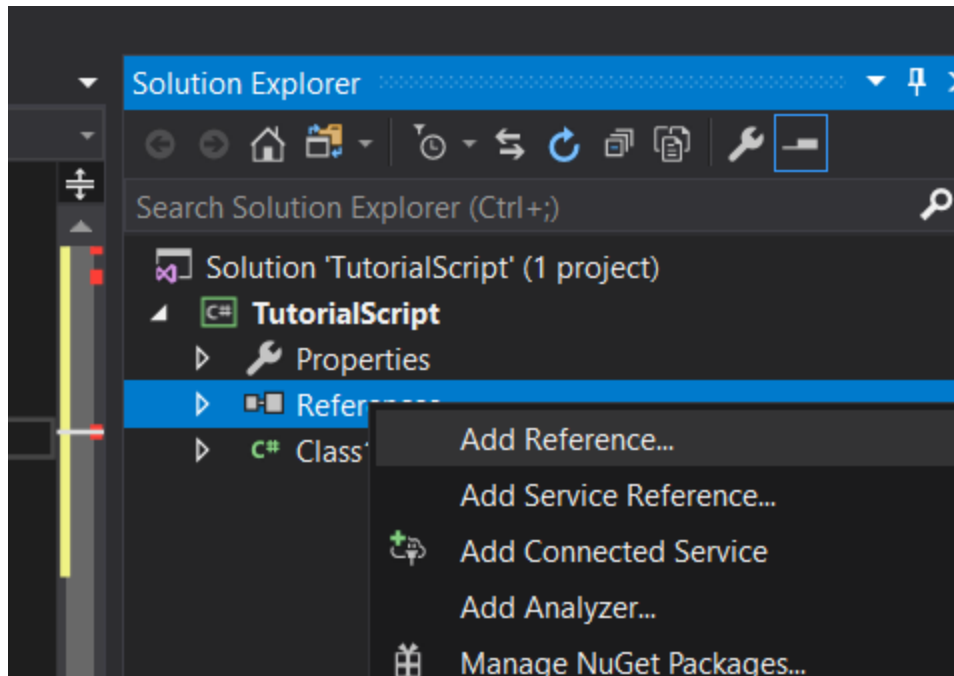 Solution Explorer
Search Solution Explorer (Ctrl+;)
Solution 'TutorialScript' (1 project)
C# TutorialScript
Properties
Add Reference...
C# Class
Add Service Reference...
Add Connected Service
Add Analyzer...
Manage NuGet Packages...